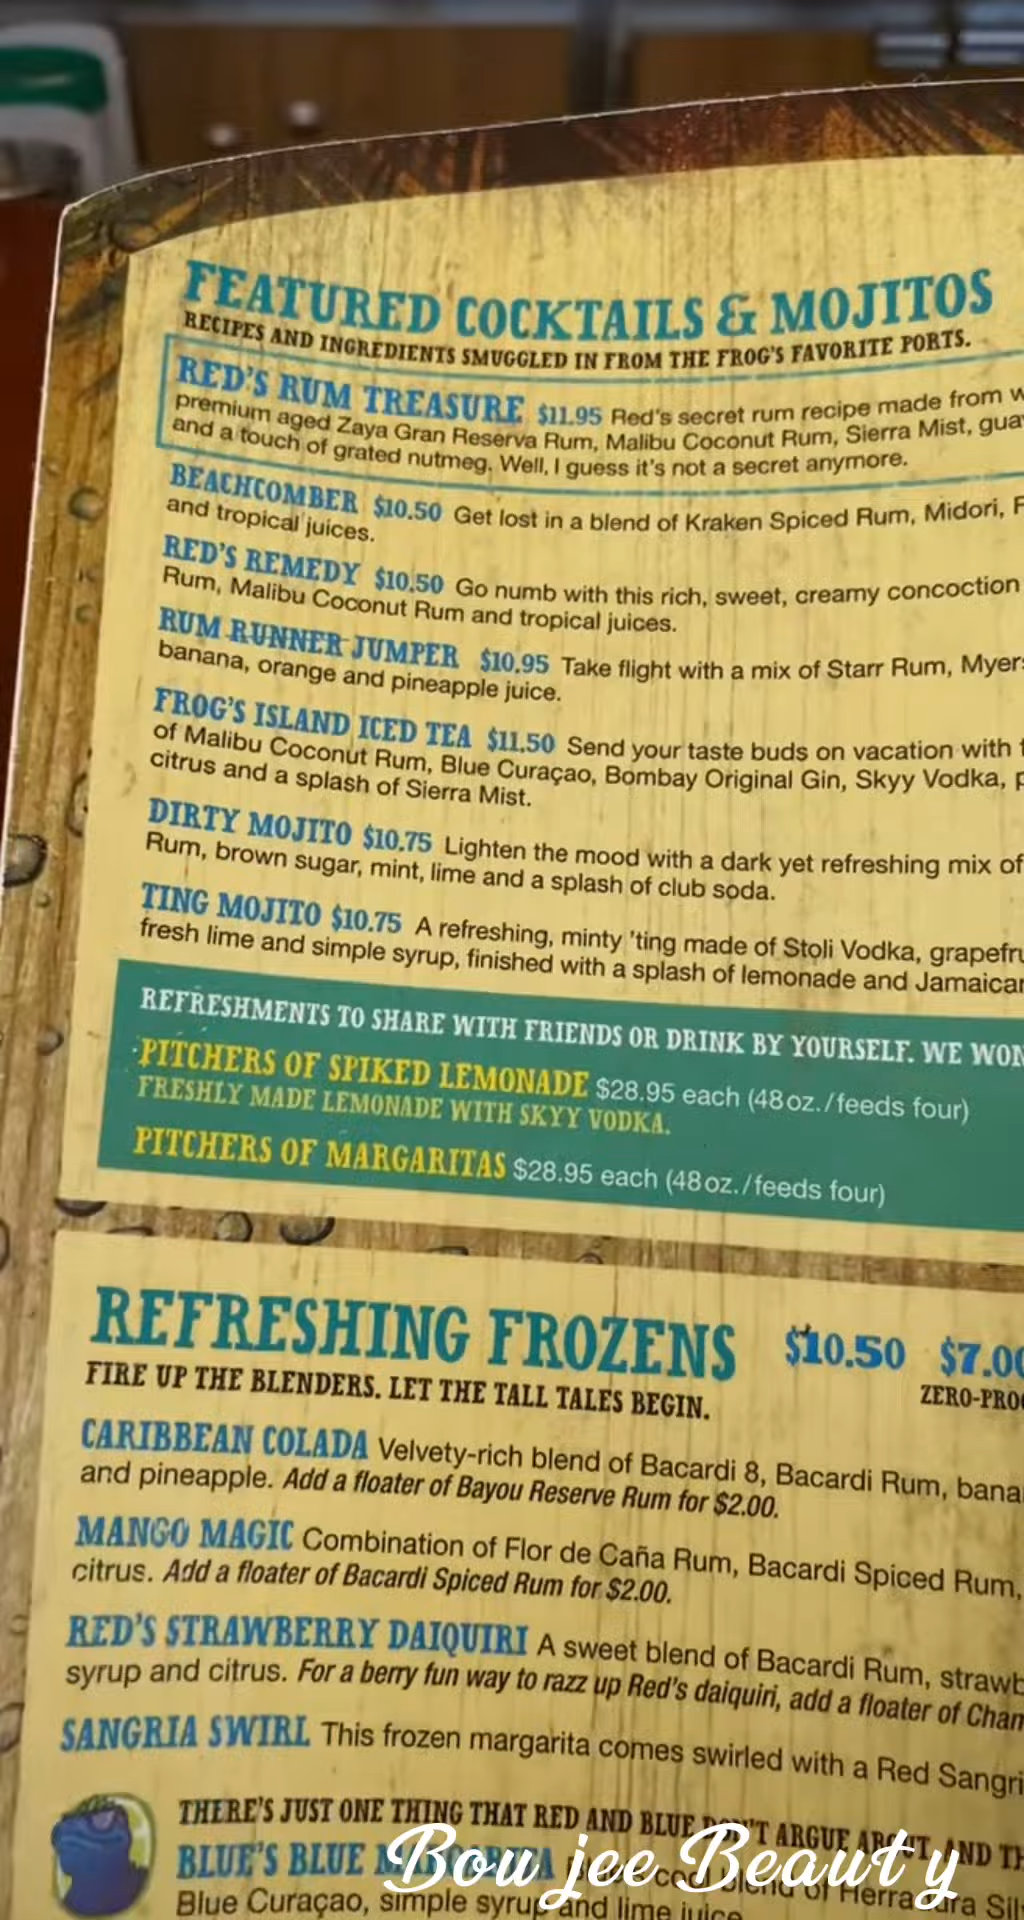 FEATURED COCKTAILS & MOJITOS
RECIPES AND INGREDIENTS SMUGGLED IN FROM THE FROG'S FAVORITE PORTS.
RED'S RUM TREASURE $11.95 Red's secret rum recipe made from
premium aged Zaya Gran Reserva Rum, Malibu Coconut Rum, Sierra Mist,
and a touch of grated nutmeg. Well, I guess it's not a secret anymore.
BEACHCOMBER $10.50 Get lost in a blend of Kraken Spiced Rum, Midori,
and tropical juices.
RED'S REMEDY $10.50 Go numb with this rich, sweet, creamy concoction
Rum, Malibu Coconut Rum and tropical juices.
RUM RUNNER JUMPER $10.95 Take flight with a mix of Starr Rum,
banana, orange and pineapple juice.
FROG'S ISLAND ICED TEA $11.50 Send your taste buds on vacation with
of Malibu Coconut Rum, Blue Curaçao, Bombay Original Gin, Skyy Vodka,
citrus and a splash of Sierra Mist.
DIRTY MOJITO $10.75 Lighten the mood with a dark yet refreshing mix of
Rum, brown sugar, mint, lime and a splash of club soda.
TING MOJITO $10.75 A refreshing, minty 'ting made of Stoli Vodka,
fresh lime and simple syrup, finished with a splash of lemonade and
REFRESHMENTS TO SHARE WITH FRIENDS OR DRINK BY YOURSELF. WE
PITCHERS OF SPIKED LEMONADE $28.95 each (48oz./feeds four)
FRESHLY MADE LEMONADE WITH SKYY VODKA.
PITCHERS OF MARGARITAS $28.95 each (48oz./feeds four)
REFRESHING FROZENS $10.50 $7.00
FIRE UP THE BLENDERS. LET THE TALL TALES BEGIN.
CARIBBEAN COLADA Velvety-rich blend of Bacardi 8, Bacardi Rum,
and pineapple. Add a floater of Bayou Reserve Rum for $2.00.
MANGO MAGIC Combination of Flor de Caña Rum, Bacardi Spiced Rum,
citrus. Add a floater of Bacardi Spiced Rum for $2.00.
RED'S STRAWBERRY DAIQUIRI A sweet blend of Bacardi Rum,
syrup and citrus. For a berry fun way to razz up Red's daiquiri, add a floater of
SANGRIA SWIRL This frozen margarita comes swirled with a Red
THERE'S JUST ONE THING THAT RED AND BLUE DON'T ARGUE ABOUT, AND
BLUE'S BLUE of
Blue Curaçao, simple syrup and lime juice
Boujee Beauty